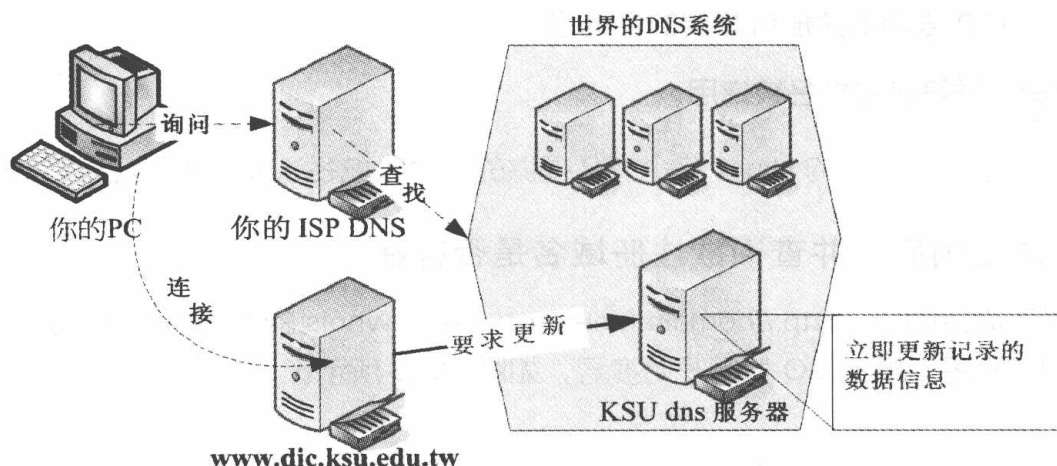 世界的DNS系统
询问
查找
你的PC
你的 ISP DNS
连接
要求更新
立即更新记录的
数据信息
KSU dns 服务器
www.dic.ksu.edu.tw